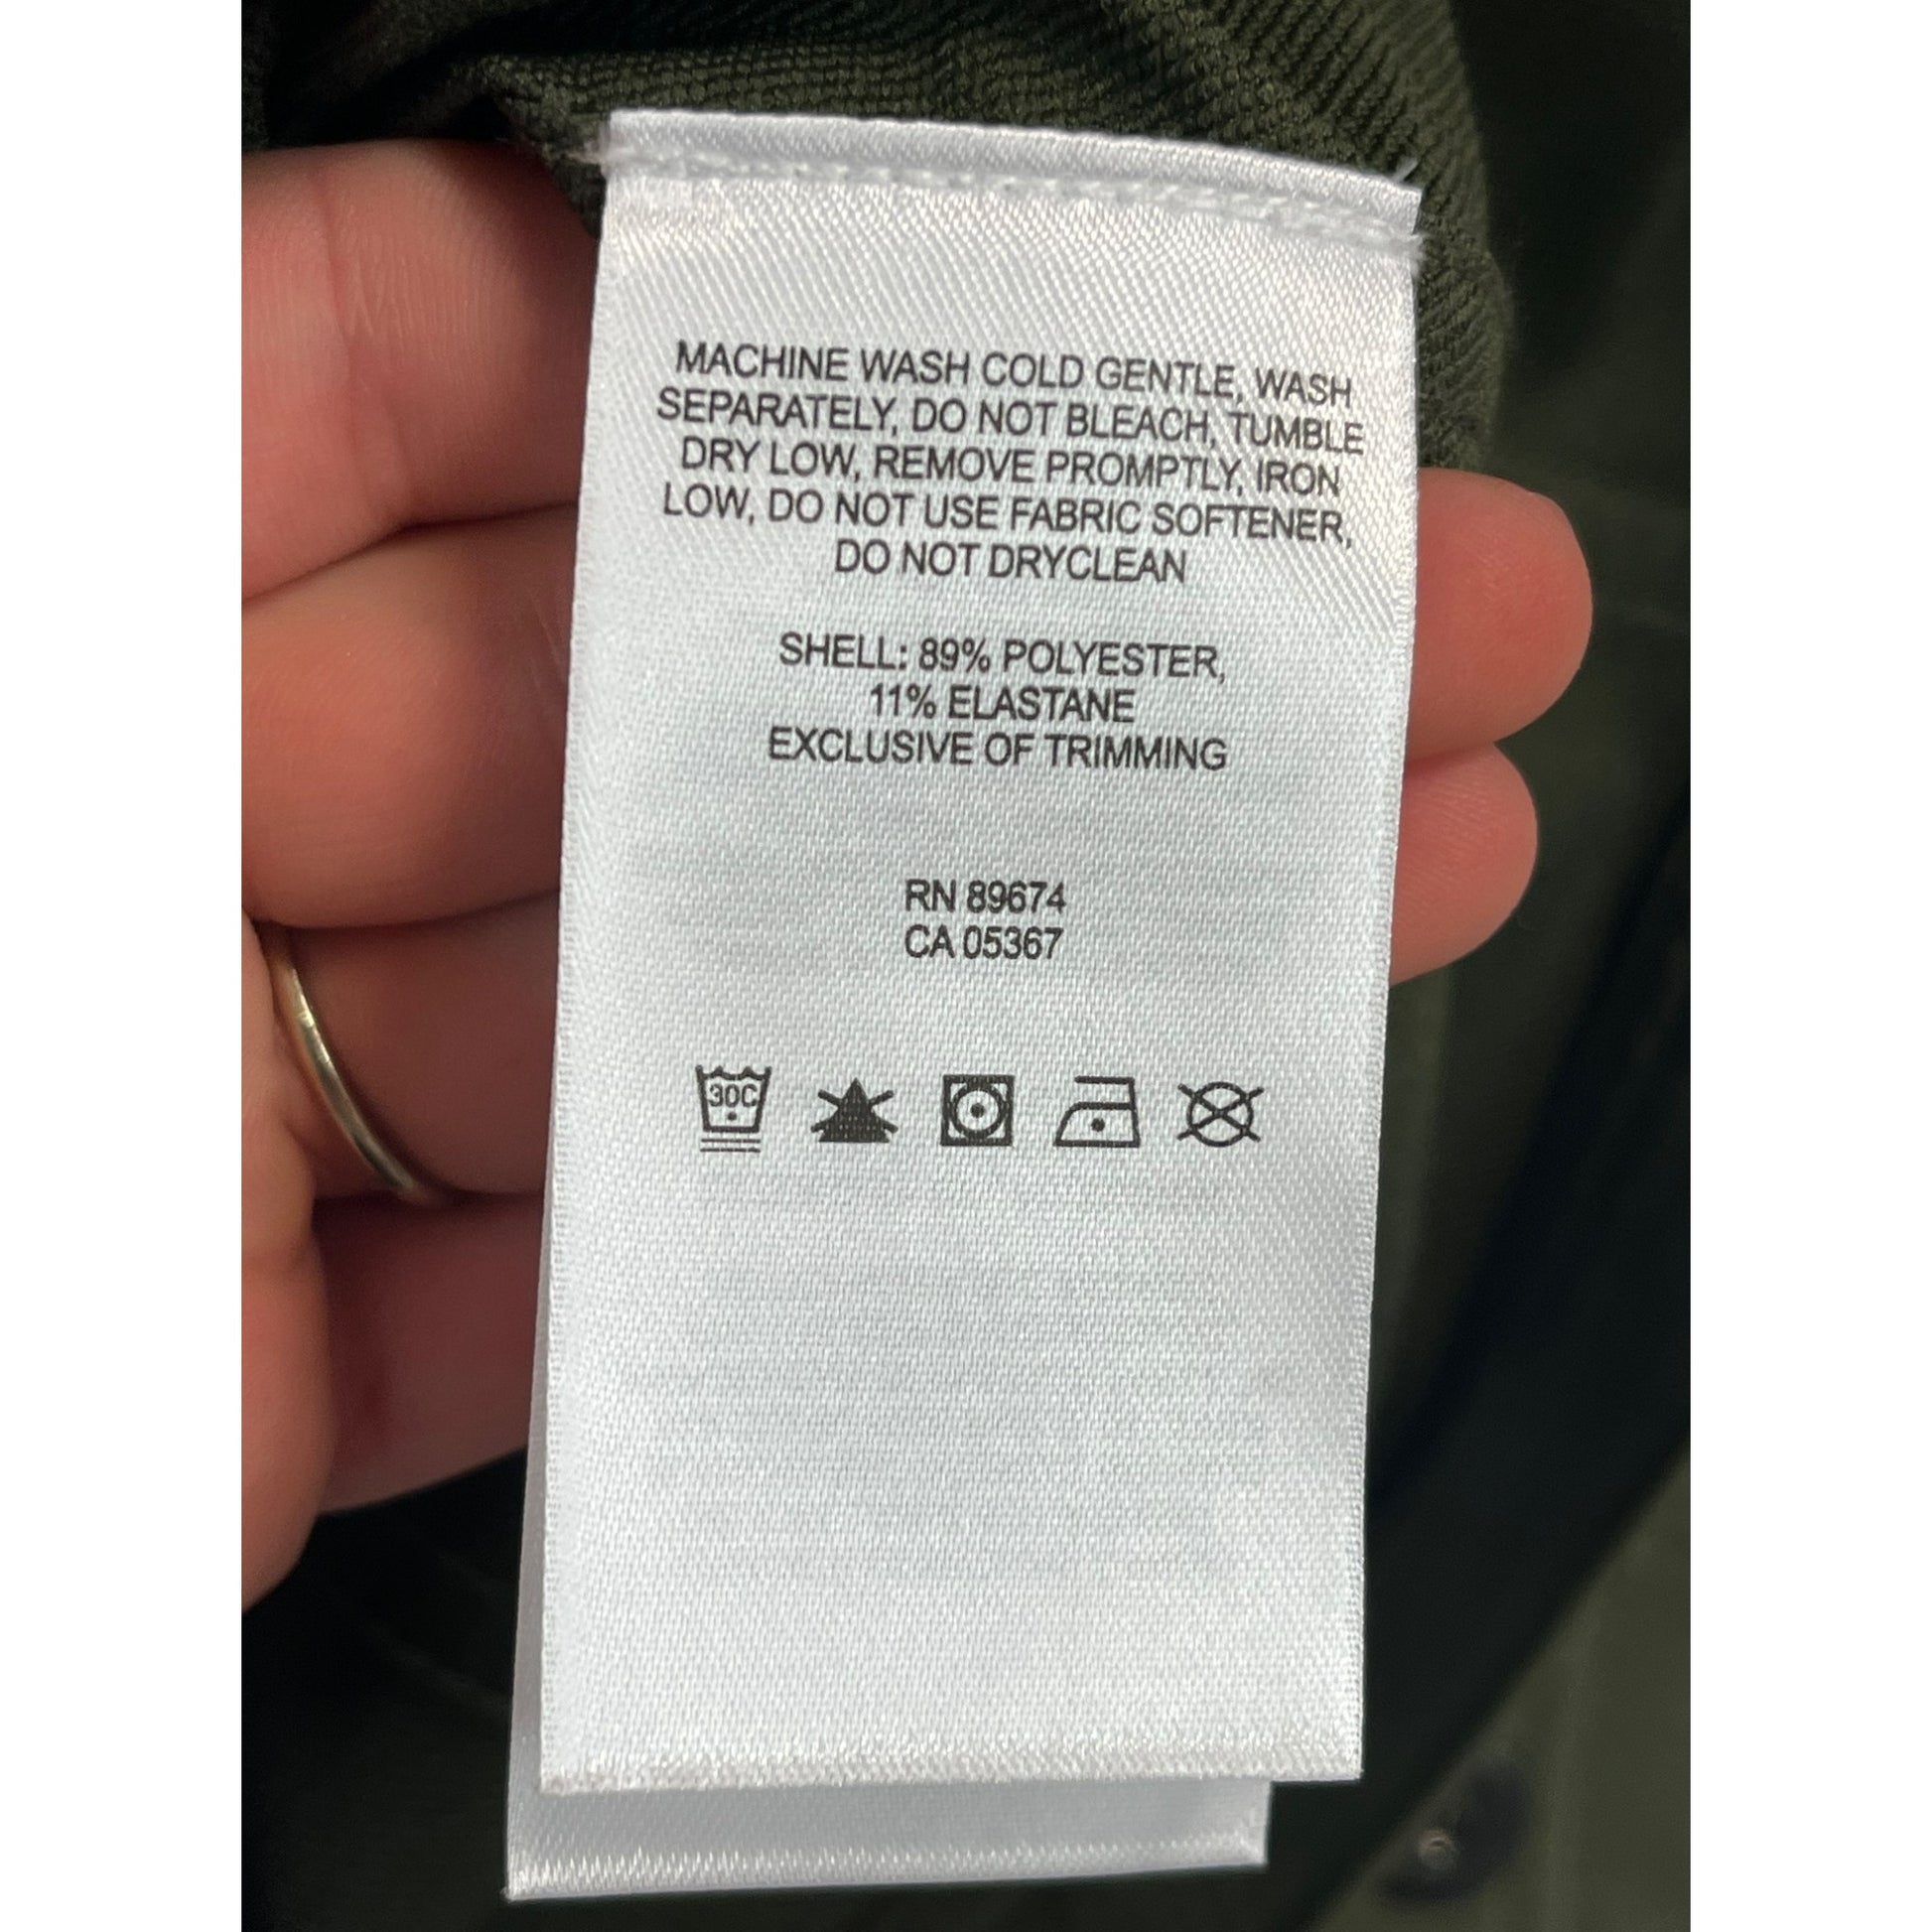 MACHINE WASH COLD GENTLE, WASH
SEPARATELY, DO NOT BLEACH, TUMBLE
DRY LOW, REMOVE PROMPTLY, IRON
LOW, DO NOT USE FABRIC SOFTENER,
DO NOT DRYCLEAN
SHELL: 89% POLYESTER,
11% ELASTANE
EXCLUSIVE OF TRIMMING
RN 89674
CA 05367
30C